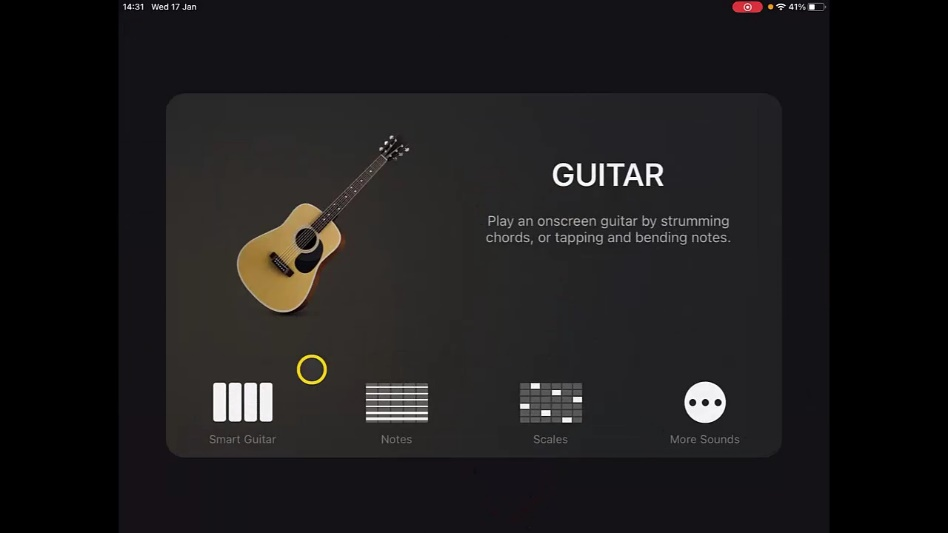 14:31 Wed 17 Jan 41%
GUITAR
Play an onscreen guitar by strumming
chords, or tapping and bending notes.
Smart Guitar Notes Scales More Sounds